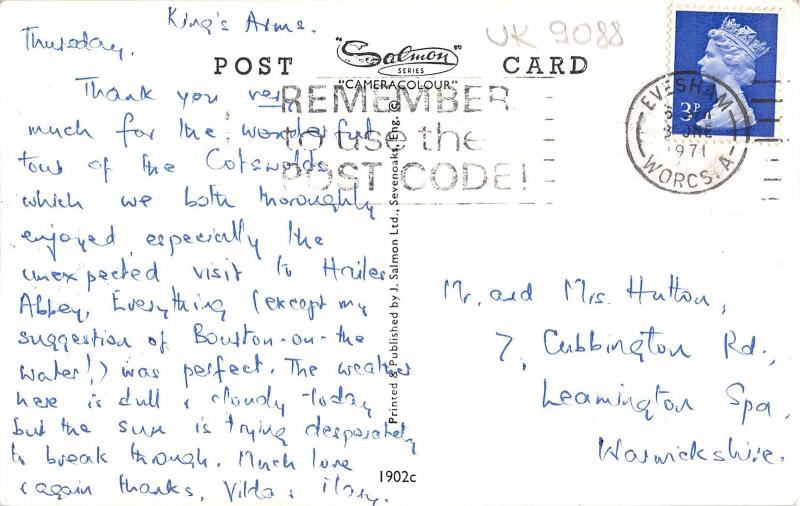 King's Arms.
Thursday.
Thank you very
much for the wonderful
tour of the Cotswolds
which we both thoroughly
enjoyed, especially the
unexpected visit to Hailes
Abbey. Everything (except my
suggestion of Bourton-on-the
Water!) was perfect. The weather
here is dull & cloudy today
but the sun is trying desperately
to break through. Much love
& again thanks, Vilda &
POST CARD
"Salmon"
SERIES
"CAMERACOLOUR"
UK 9088
REMEMBER
to use the
POST CODE!
EVESHAM
3 JNE
1971
WORCS. A
3P
Printed & Published by J. Salmon Ltd., Sevenoaks, Eng. ©
Mr. and Mrs. Hutton,
7, Cubbington Rd.,
Leamington Spa,
Warwickshire.
1902c